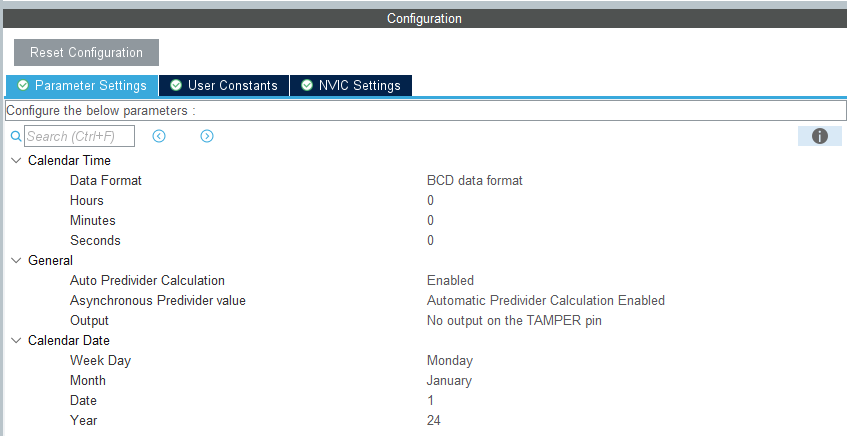 Configuration
Reset Configuration
Parameter Settings User Constants NVIC Settings
Configure the below parameters :
Search (Ctrl+F)
Calendar Time
Data Format BCD data format
Hours 0
Minutes 0
Seconds 0
General
Auto Predivider Calculation Enabled
Asynchronous Predivider value Automatic Predivider Calculation Enabled
Output No output on the TAMPER pin
Calendar Date
Week Day Monday
Month January
Date 1
Year 24